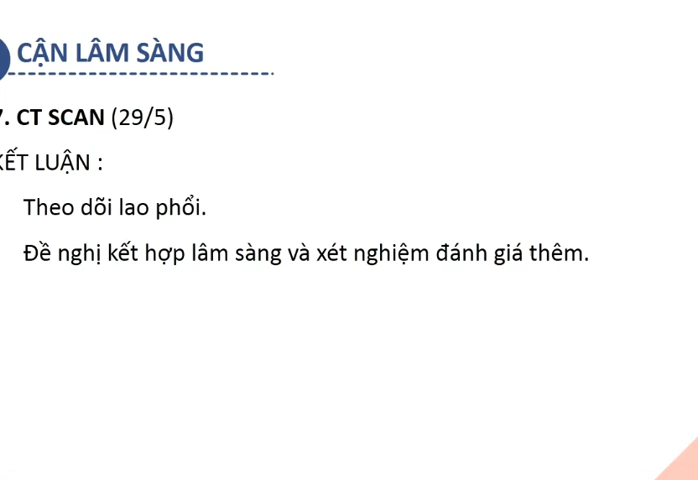 CẬN LÂM SÀNG
7. CT SCAN (29/5)
KẾT LUẬN :
Theo dõi lao phổi.
Đề nghị kết hợp lâm sàng và xét nghiệm đánh giá thêm.